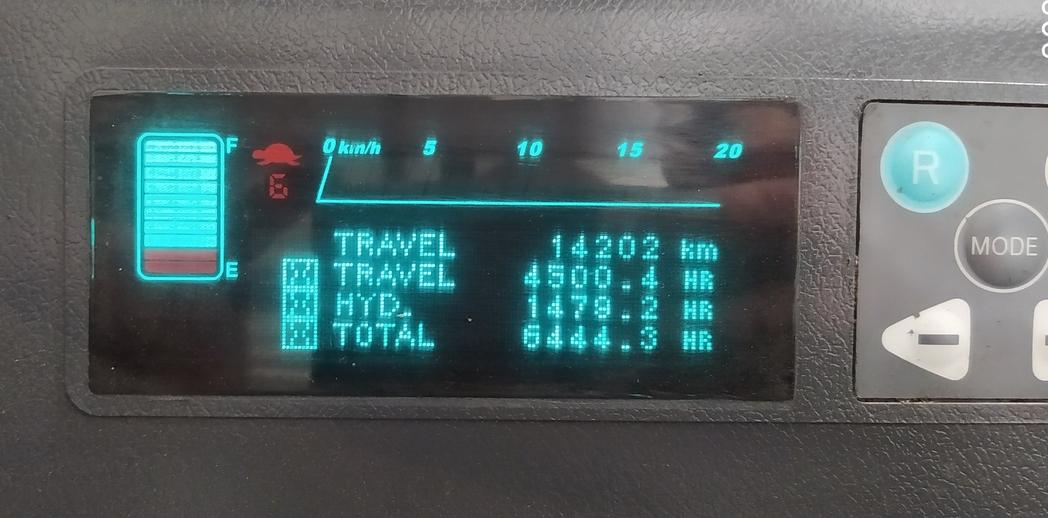 F
0 km/h 5 10 15 20
6
E
TRAVEL 14202 km
TRAVEL 4500.4 HR
HYD. 1479.2 HR
TOTAL 6444.3 HR
R
MODE